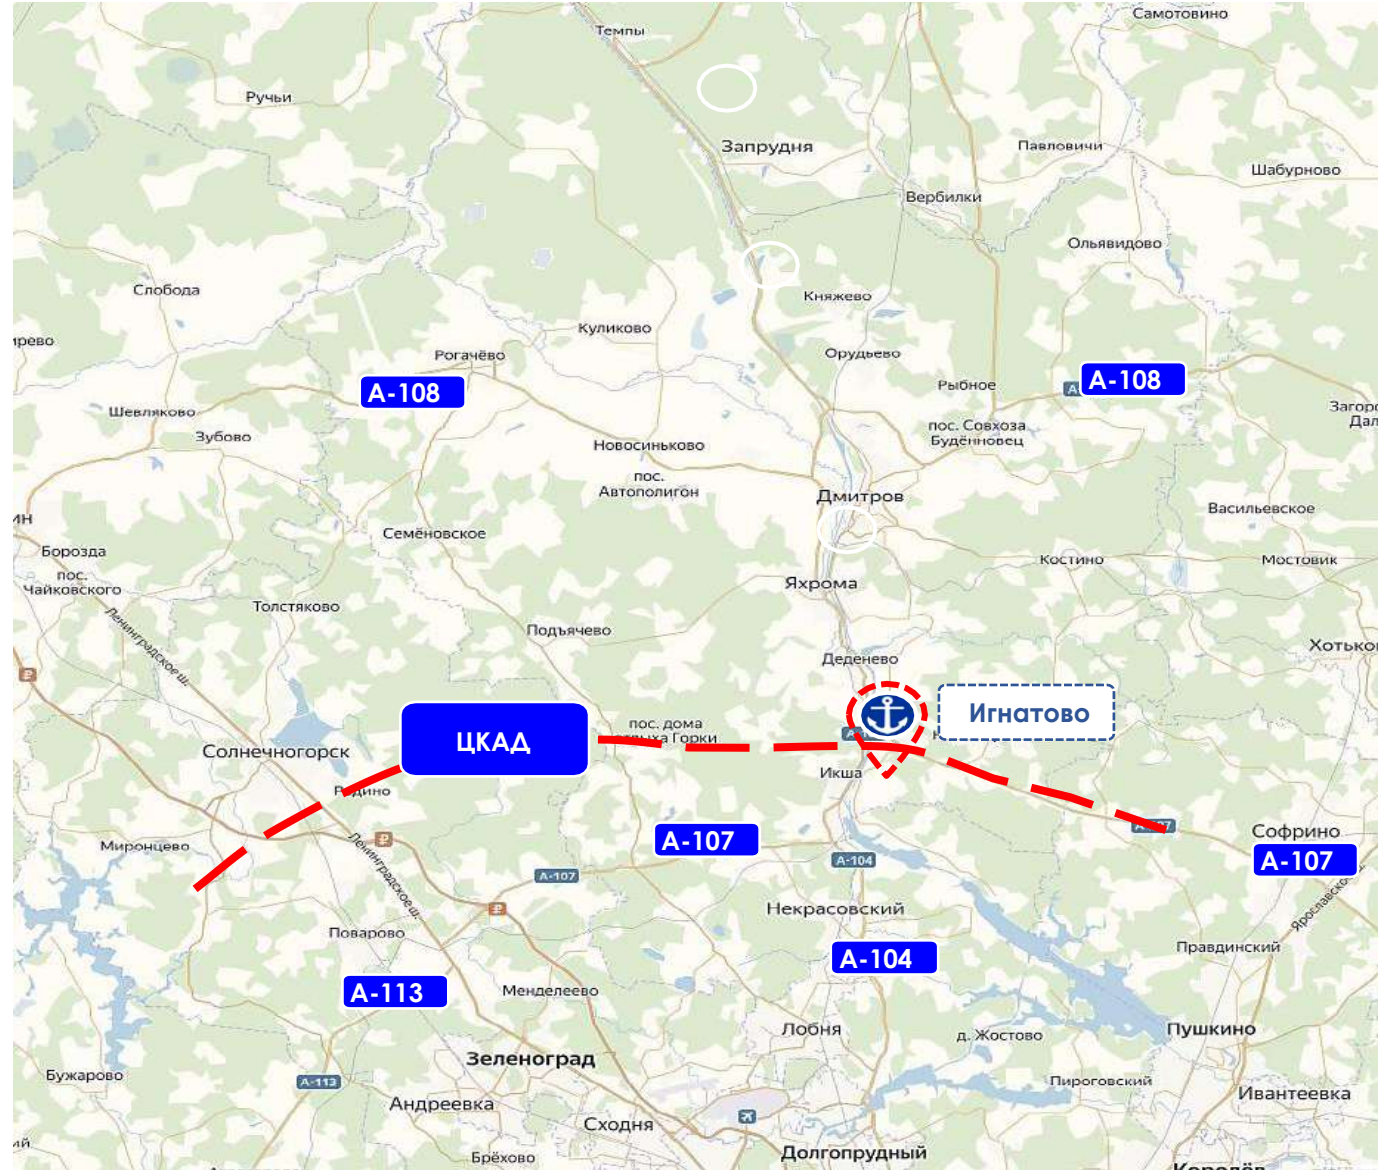 Самотовино
Темпы
Ручьи
Запрудня
Павловичи
Шабурново
Вербилки
Ольявидово
Слобода
Княжево
Куликово
Рогачёво
Орудьево
А-108
А-108
Рыбное
Шевляково
Зубово
Новосиньково
пос. Совхоза
Будённовец
пос.
Автополигон
Дмитров
Васильевское
Семёновское
Борозда
пос.
Чайковского
Костино
Мостовик
Яхрома
Толстяково
Ленинградское ш.
Подъячево
Деденево
Игнатово
пос. дома
Горки
ЦКАД
Солнечногорск
Икша
Миронцево
Ленинградское ш.
А-107
Софрино
А-107
А-104
А-107
Некрасовский
Ярославское
Поварово
А-104
Правдинский
А-113
Менделеево
Лобня
д. Жостово
Пушкино
Зеленоград
Бужарово
А-113
Пироговский
Ивантеевка
Андреевка
Сходня
Брёхово
Долгопрудный